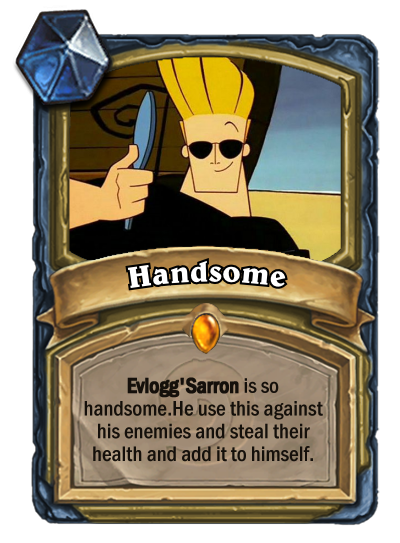 Handsome
Evlogg'Sarron is so
handsome.He use this against
his enemies and steal their
health and add it to himself.